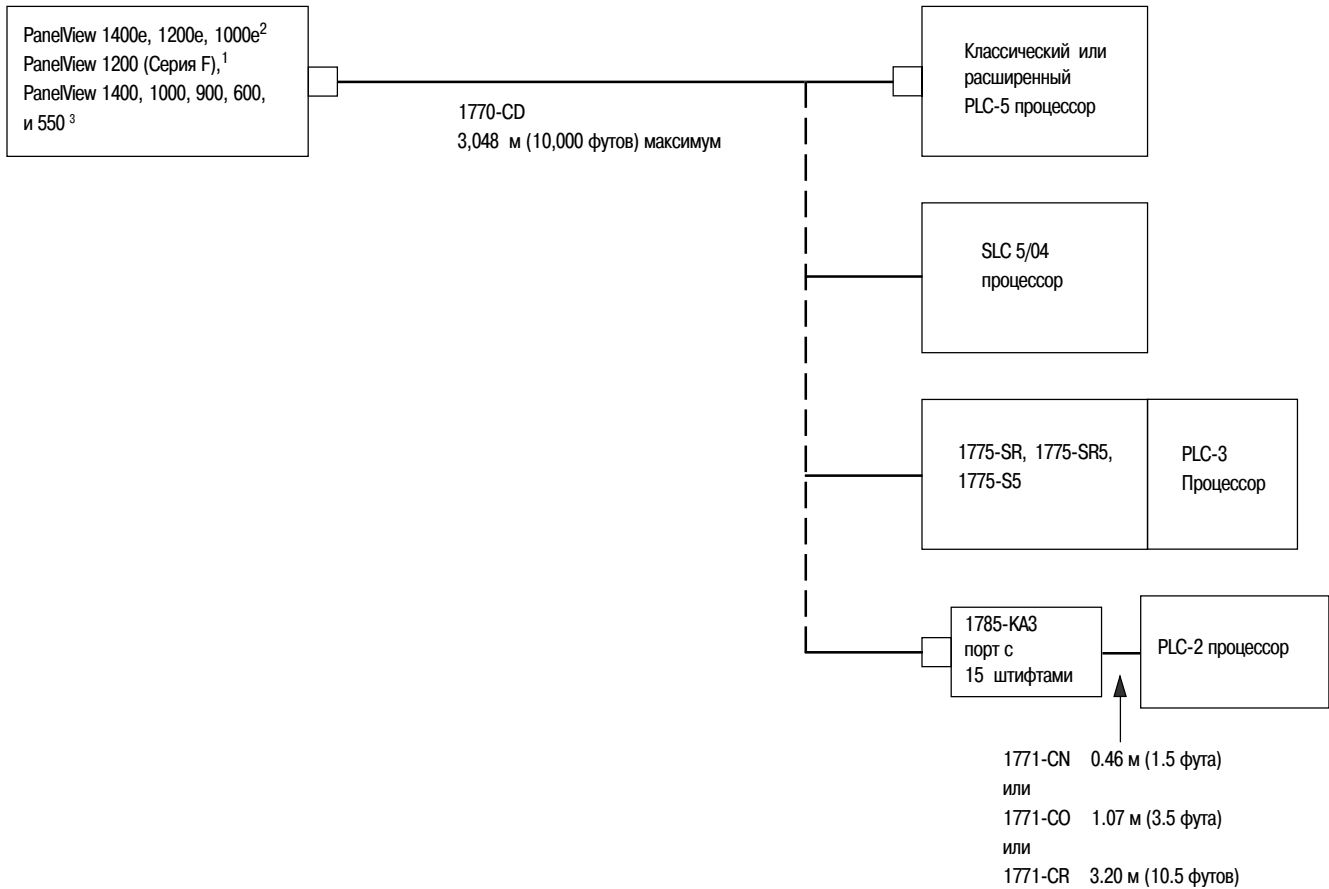 PanelView 1400e, 1200e, 1000e²
PanelView 1200 (Серия F),¹
PanelView 1400, 1000, 900, 600,
и 550 ³
1770-CD
3,048 м (10,000 футов) максимум
Классический или
расширенный
PLC-5 процессор
SLC 5/04
процессор
1775-SR, 1775-SR5,
1775-S5
PLC-3
Процессор
1785-KA3
порт с
15 штифтами
PLC-2 процессор
1771-CN 0.46 м (1.5 фута)
или
1771-CO 1.07 м (3.5 фута)
или
1771-CR 3.20 м (10.5 футов)